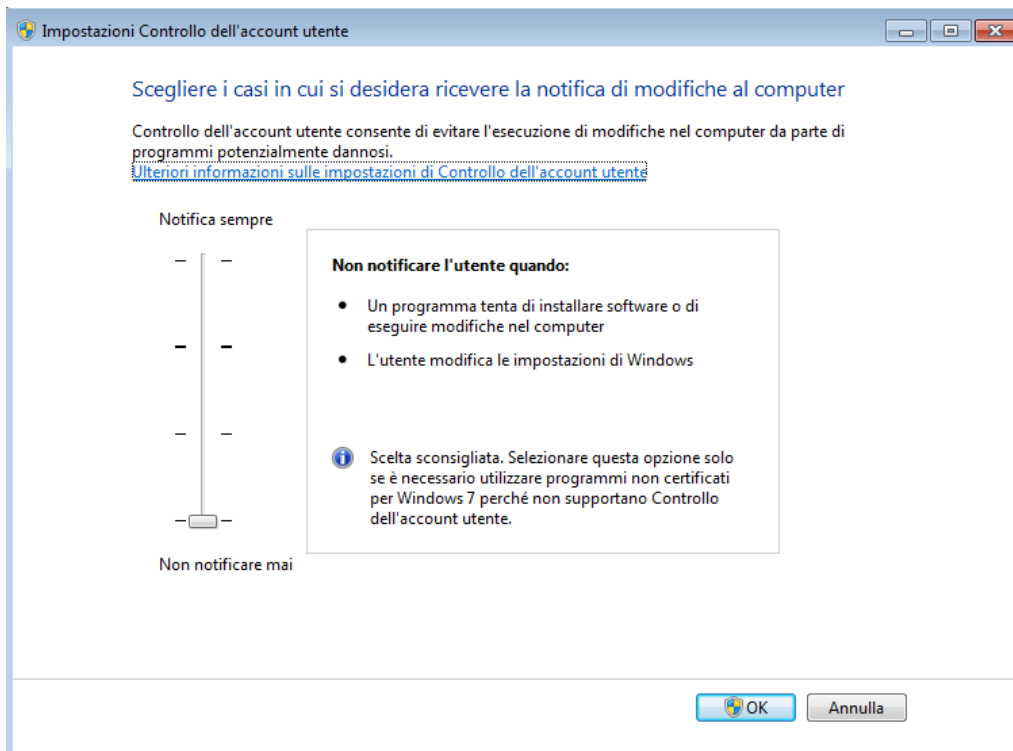 Impostazioni Controllo dell'account utente
Scegliere i casi in cui si desidera ricevere la notifica di modifiche al computer
Controllo dell'account utente consente di evitare l'esecuzione di modifiche nel computer da parte di
programmi potenzialmente dannosi.
Ulteriori informazioni sulle impostazioni di Controllo dell'account utente
Notifica sempre
Non notificare l'utente quando:
Un programma tenta di installare software o di
eseguire modifiche nel computer
L'utente modifica le impostazioni di Windows
Scelta sconsigliata. Selezionare questa opzione solo
se è necessario utilizzare programmi non certificati
per Windows 7 perché non supportano Controllo
dell'account utente.
Non notificare mai
OK
Annulla